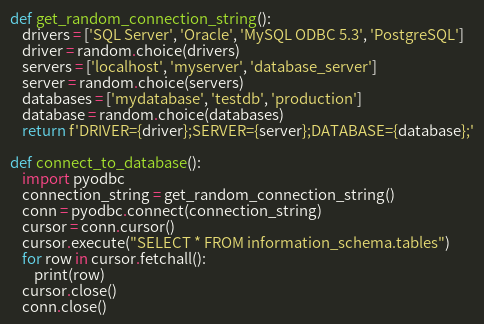 def get_random_connection_string():
    drivers = ['SQL Server', 'Oracle', 'MySQL ODBC 5.3', 'PostgreSQL']
    driver = random.choice(drivers)
    servers = ['localhost', 'myserver', 'database_server']
    server = random.choice(servers)
    databases = ['mydatabase', 'testdb', 'production']
    database = random.choice(databases)
    return f'DRIVER={driver};SERVER={server};DATABASE={database};'

def connect_to_database():
    import pyodbc
    connection_string = get_random_connection_string()
    conn = pyodbc.connect(connection_string)
    cursor = conn.cursor()
    cursor.execute("SELECT * FROM information_schema.tables")
    for row in cursor.fetchall():
        print(row)
    cursor.close()
    conn.close()